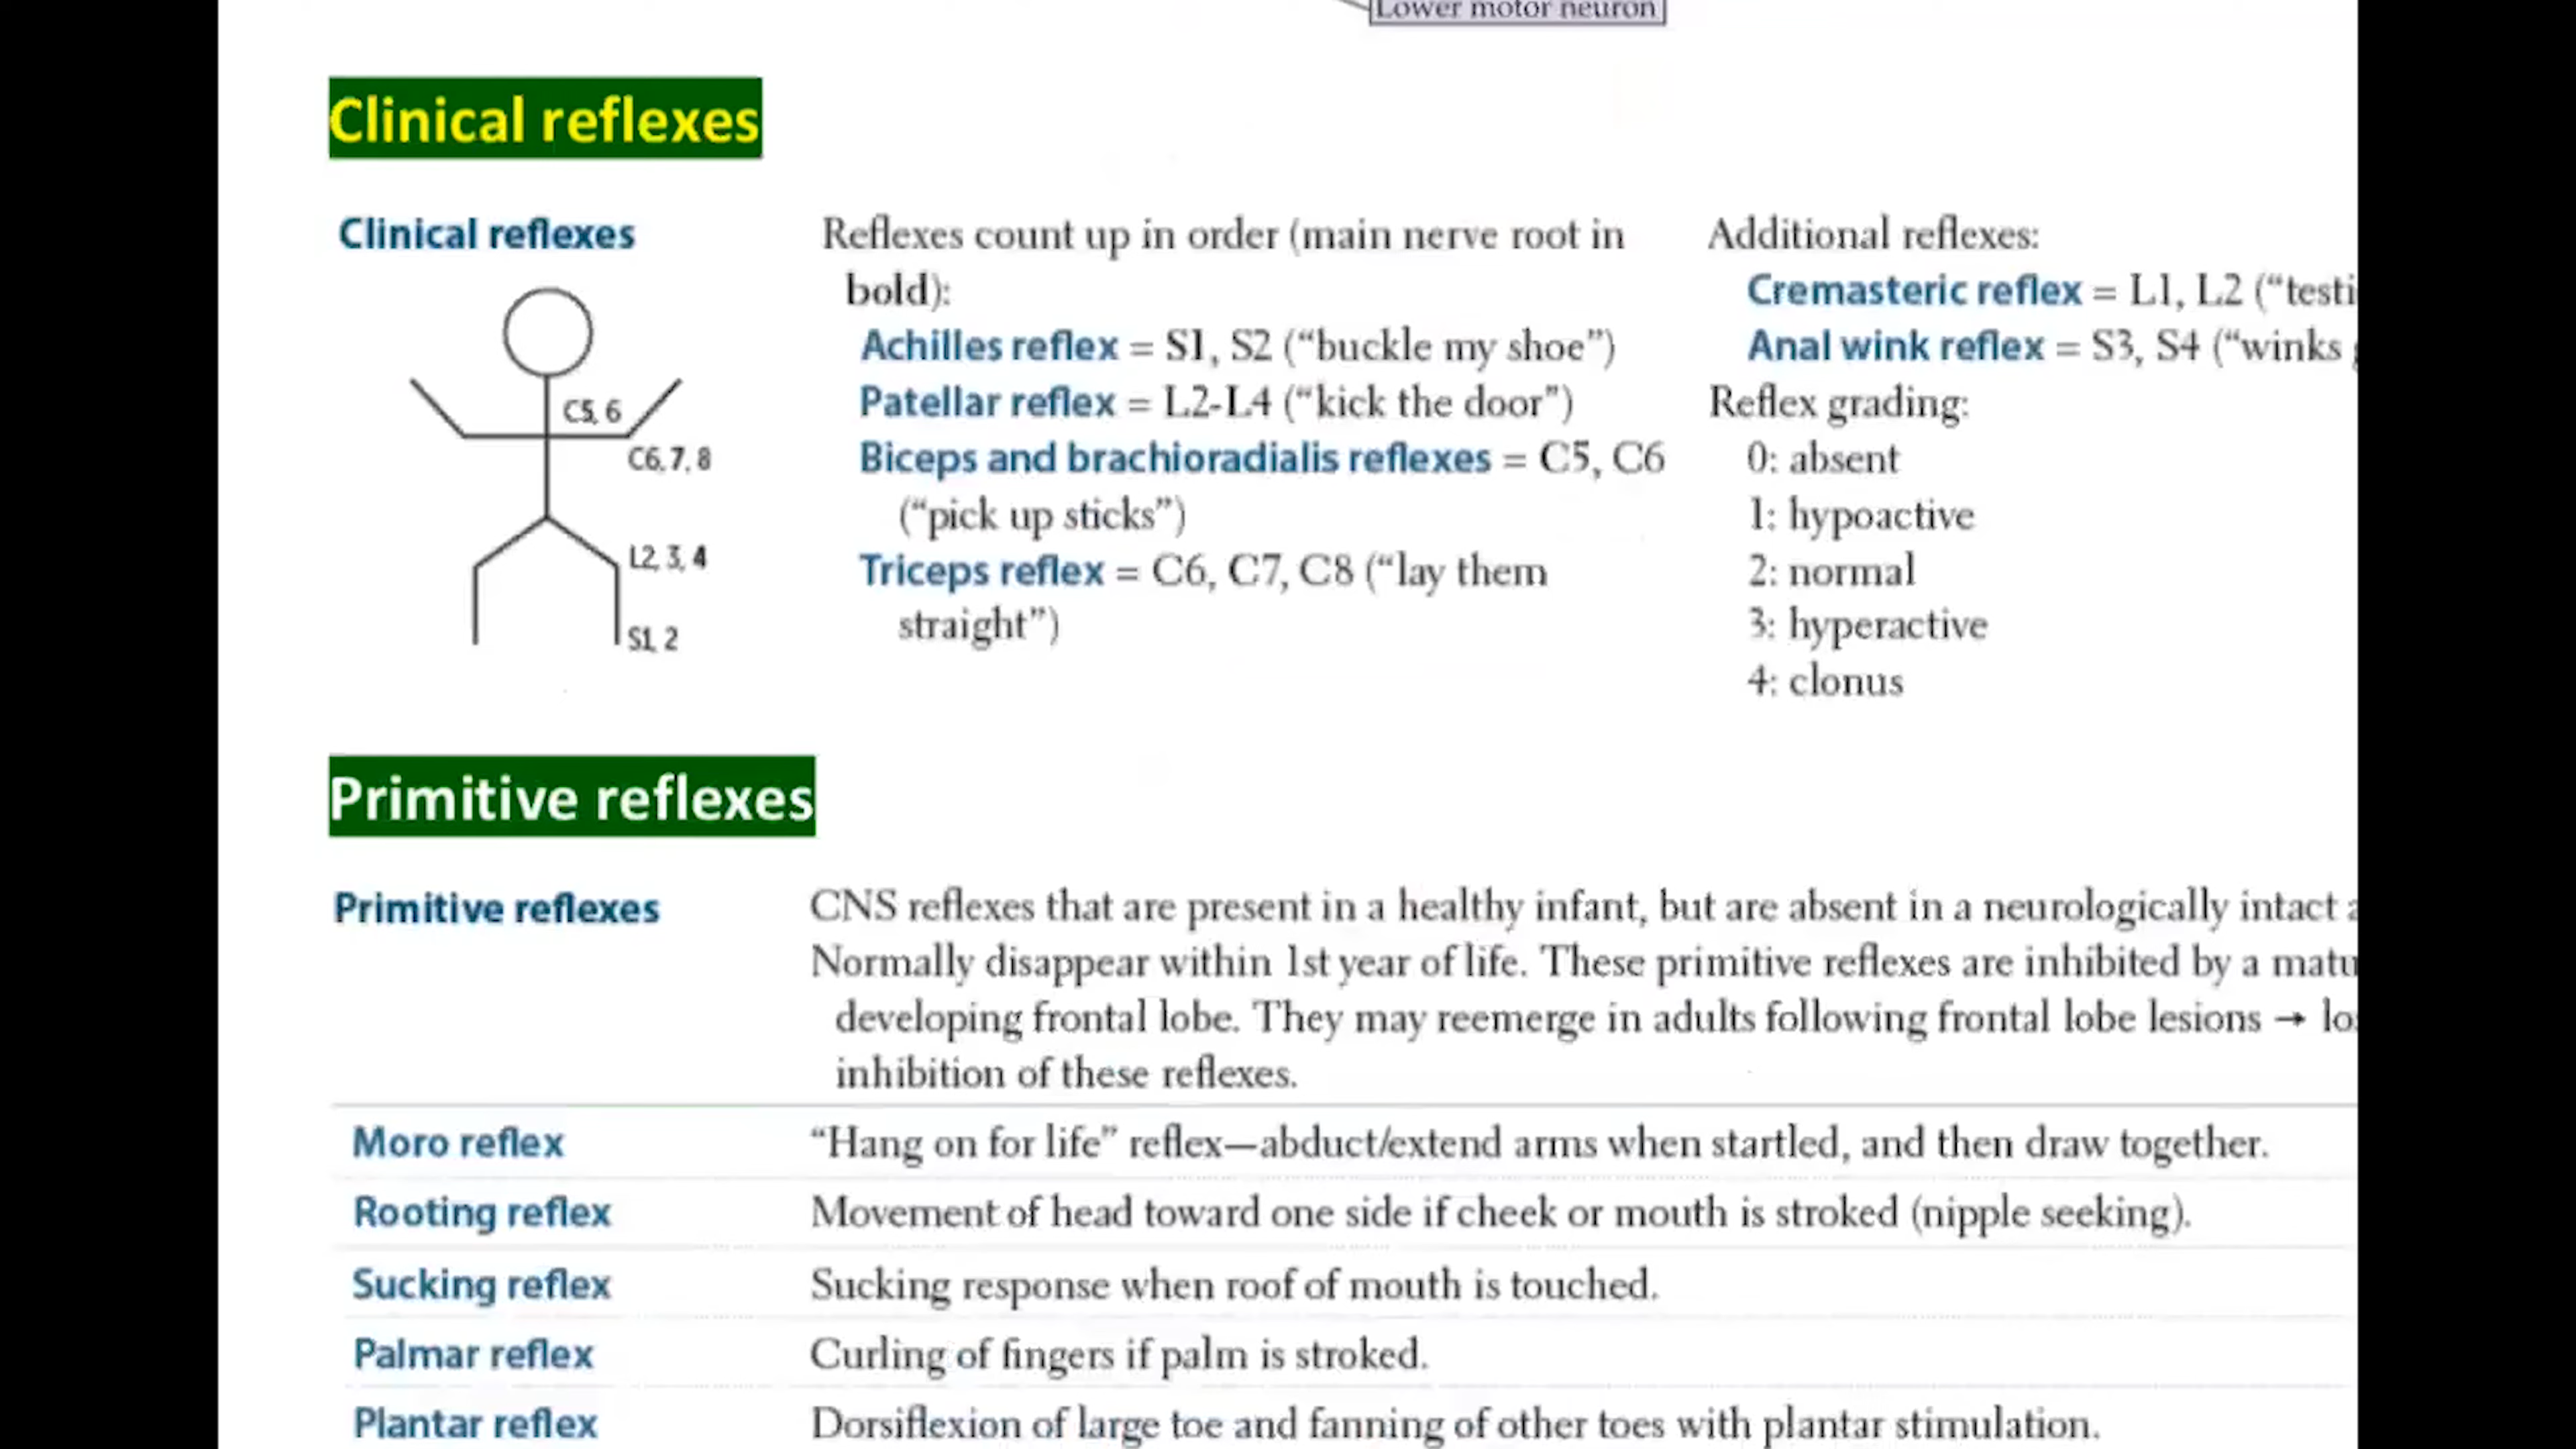 Lower motor neuron
Clinical reflexes
Clinical reflexes
C5, 6
C6, 7, 8
L2, 3, 4
S1, 2
Reflexes count up in order (main nerve root in
bold):
Achilles reflex = S1, S2 (“buckle my shoe”)
Patellar reflex = L2-L4 (“kick the door”)
Biceps and brachioradialis reflexes = C5, C6
(“pick up sticks”)
Triceps reflex = C6, C7, C8 (“lay them
straight”)
Additional reflexes:
Cremasteric reflex = L1, L2 (“testi
Anal wink reflex = S3, S4 (“winks
Reflex grading:
0: absent
1: hypoactive
2: normal
3: hyperactive
4: clonus
Primitive reflexes
Primitive reflexes
CNS reflexes that are present in a healthy infant, but are absent in a neurologically intact
Normally disappear within 1st year of life. These primitive reflexes are inhibited by a matu
developing frontal lobe. They may reemerge in adults following frontal lobe lesions → lo
inhibition of these reflexes.
Moro reflex
“Hang on for life” reflex—abduct/extend arms when startled, and then draw together.
Rooting reflex
Movement of head toward one side if cheek or mouth is stroked (nipple seeking).
Sucking reflex
Sucking response when roof of mouth is touched.
Palmar reflex
Curling of fingers if palm is stroked.
Plantar reflex
Dorsiflexion of large toe and fanning of other toes with plantar stimulation.